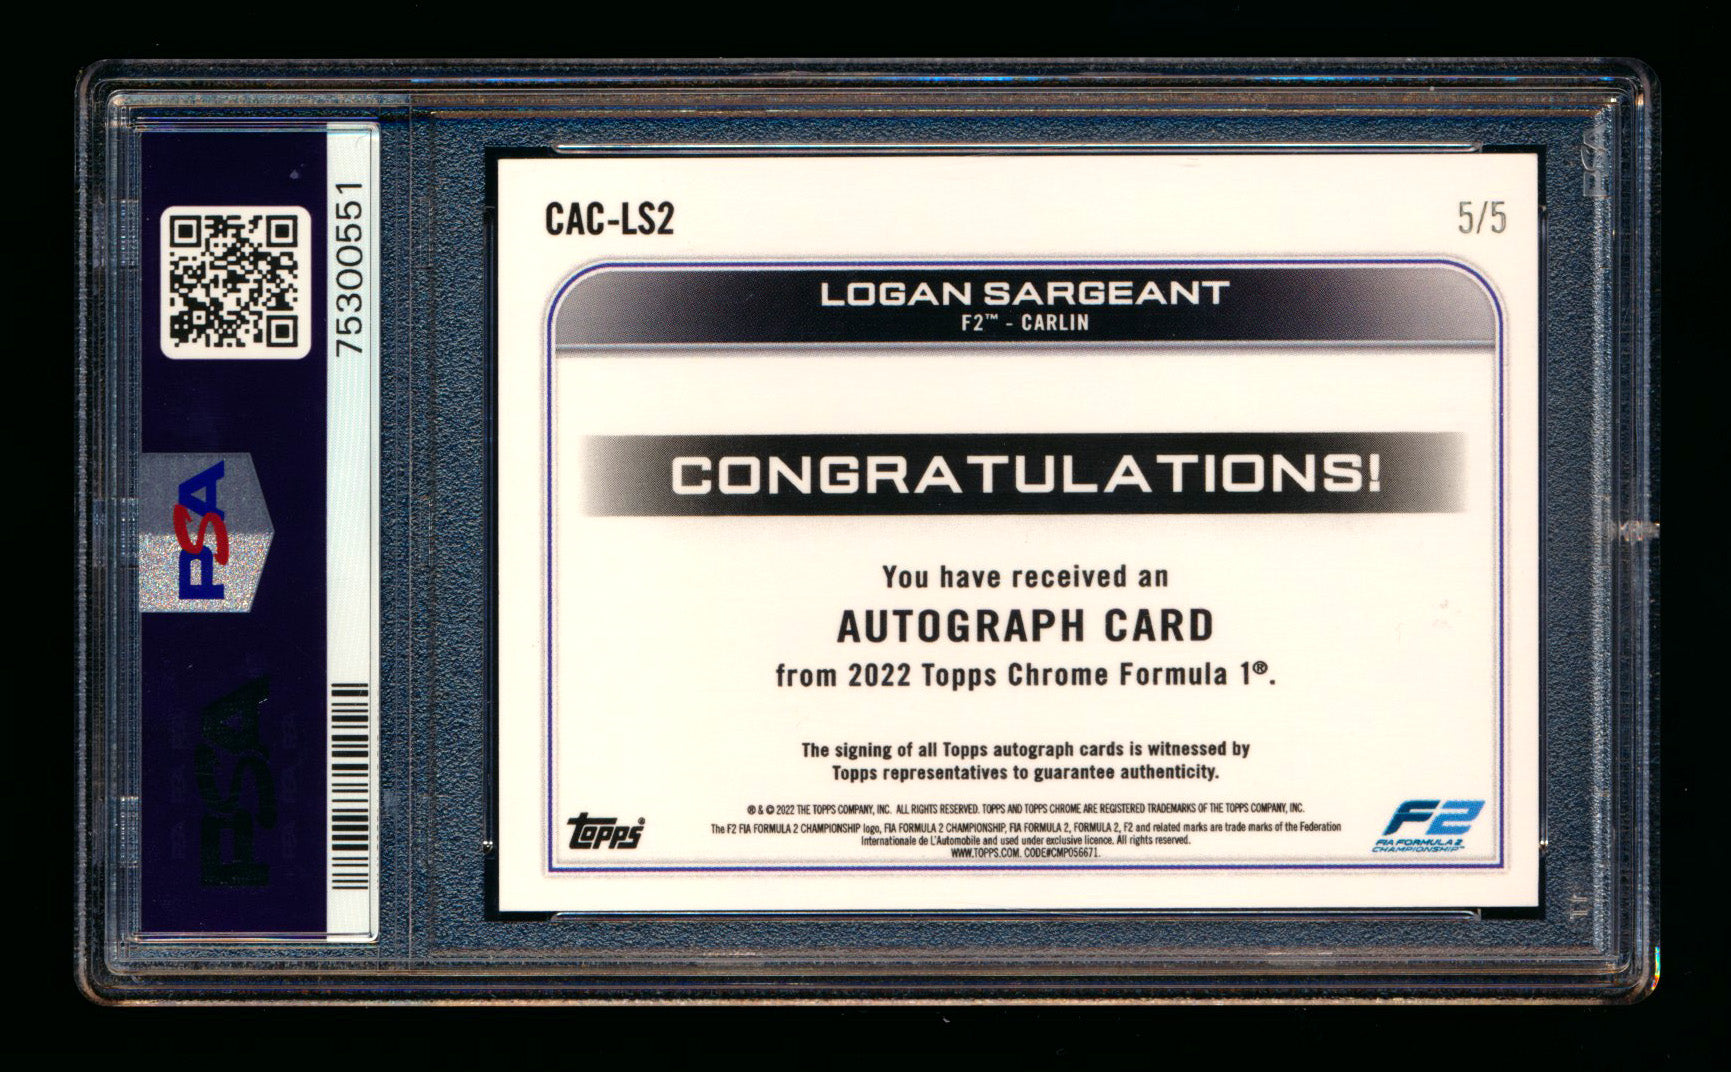 75300551
PSA
PSA
CAC-LS2
5/5
LOGAN SARGEANT
F2™ - CARLIN
CONGRATULATIONS!
You have received an
AUTOGRAPH CARD
from 2022 Topps Chrome Formula 1®.
The signing of all Topps autograph cards is witnessed by
Topps representatives to guarantee authenticity.
® & © 2022 THE TOPPS COMPANY, INC. ALL RIGHTS RESERVED. TOPPS AND TOPPS CHROME ARE REGISTERED TRADEMARKS OF THE TOPPS COMPANY, INC.
The F2 FIA FORMULA 2 CHAMPIONSHIP logo, FIA FORMULA 2 CHAMPIONSHIP, FIA FORMULA 2, FORMULA 2, F2 and related marks are trade marks of the Federation
Internationale de L'Automobile and used under exclusive licence. All rights reserved.
WWW.TOPPS.COM. CODE#CMP056671.
Topps®
F2
FIA FORMULA 2
CHAMPIONSHIP™
PSA